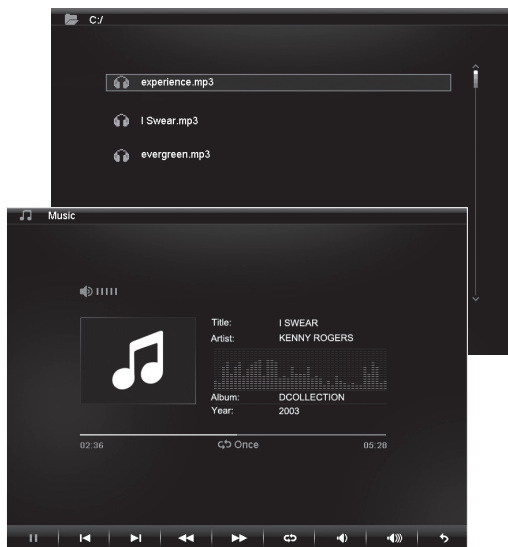 C:/
experience.mp3
I Swear.mp3
evergreen.mp3
Music
Title: I SWEAR
Artist: KENNY ROGERS
Album: DCOLLECTION
Year: 2003
02:36 Once 05:28